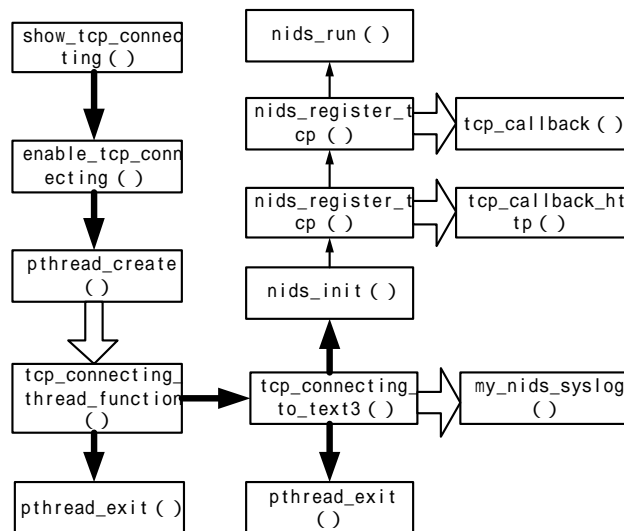 show_tcp_connec
ting()
enable_tcp_conn
ecting()
pthread_create
()
tcp_connecting_
thread_function
()
pthread_exit()
nids_run()
nids_register_t
cp()
tcp_callback()
nids_register_t
cp()
tcp_callback_ht
tp()
nids_init()
tcp_connecting_
to_text3()
my_nids_syslog
()
pthread_exit
()